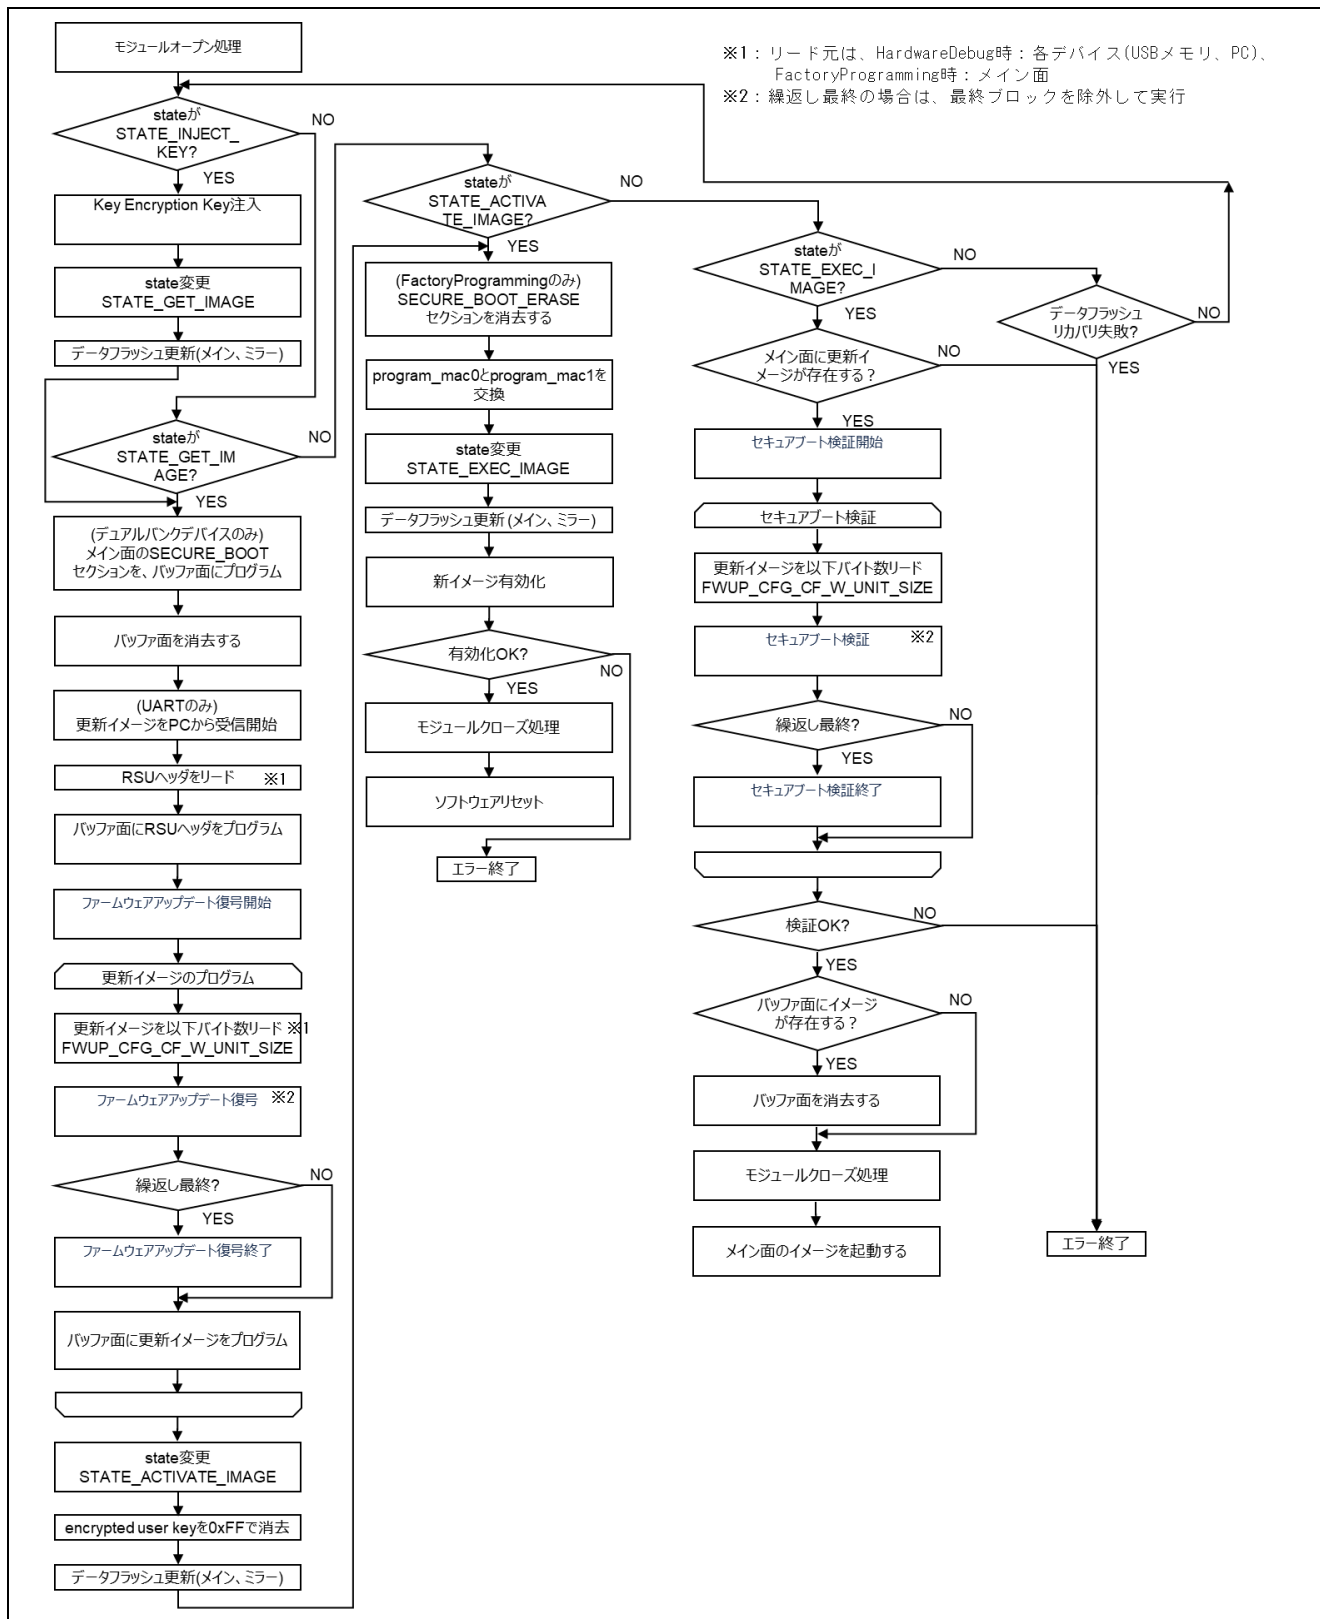 モジュールオープン処理
※1：リード元は、HardwareDebug時：各デバイス(USBメモリ、PC)、
FactoryProgramming時：メイン面
※2：繰返し最終の場合は、最終ブロックを除外して実行
stateが
STATE_INJECT_
KEY?
NO
YES
Key Encryption Key注入
state変更
STATE_GET_IMAGE
データフラッシュ更新(メイン、ミラー)
stateが
STATE_GET_IM
AGE?
NO
YES
(デュアルバンクデバイスのみ)
メイン面のSECURE_BOOT
セクションを、バッファ面にプログラム
バッファ面を消去する
(UARTのみ)
更新イメージをPCから受信開始
RSUヘッダをリード ※1
バッファ面にRSUヘッダをプログラム
ファームウェアアップデート復号開始
更新イメージのプログラム
更新イメージを以下バイト数リード ※1
FWUP_CFG_CF_W_UNIT_SIZE
ファームウェアアップデート復号 ※2
繰返し最終?
NO
YES
ファームウェアアップデート復号終了
バッファ面に更新イメージをプログラム
state変更
STATE_ACTIVATE_IMAGE
encrypted user keyを0xFFで消去
データフラッシュ更新(メイン、ミラー)
stateが
STATE_ACTIVA
TE_IMAGE?
NO
YES
(FactoryProgrammingのみ)
SECURE_BOOT_ERASE
セクションを消去する
program_mac0とprogram_mac1を
交換
state変更
STATE_EXEC_IMAGE
データフラッシュ更新 (メイン、ミラー)
新イメージ有効化
有効化OK?
NO
YES
モジュールクローズ処理
ソフトウェアリセット
エラー終了
stateが
STATE_EXEC_I
MAGE?
NO
YES
データフラッシュ
リカバリ失敗?
NO
YES
メイン面に更新イ
メージが存在する？
NO
YES
セキュアブート検証開始
セキュアブート検証
更新イメージを以下バイト数リード
FWUP_CFG_CF_W_UNIT_SIZE
セキュアブート検証 ※2
繰返し最終?
NO
YES
セキュアブート検証終了
検証OK?
NO
YES
バッファ面にイメージ
が存在する？
NO
YES
バッファ面を消去する
モジュールクローズ処理
メイン面のイメージを起動する
エラー終了